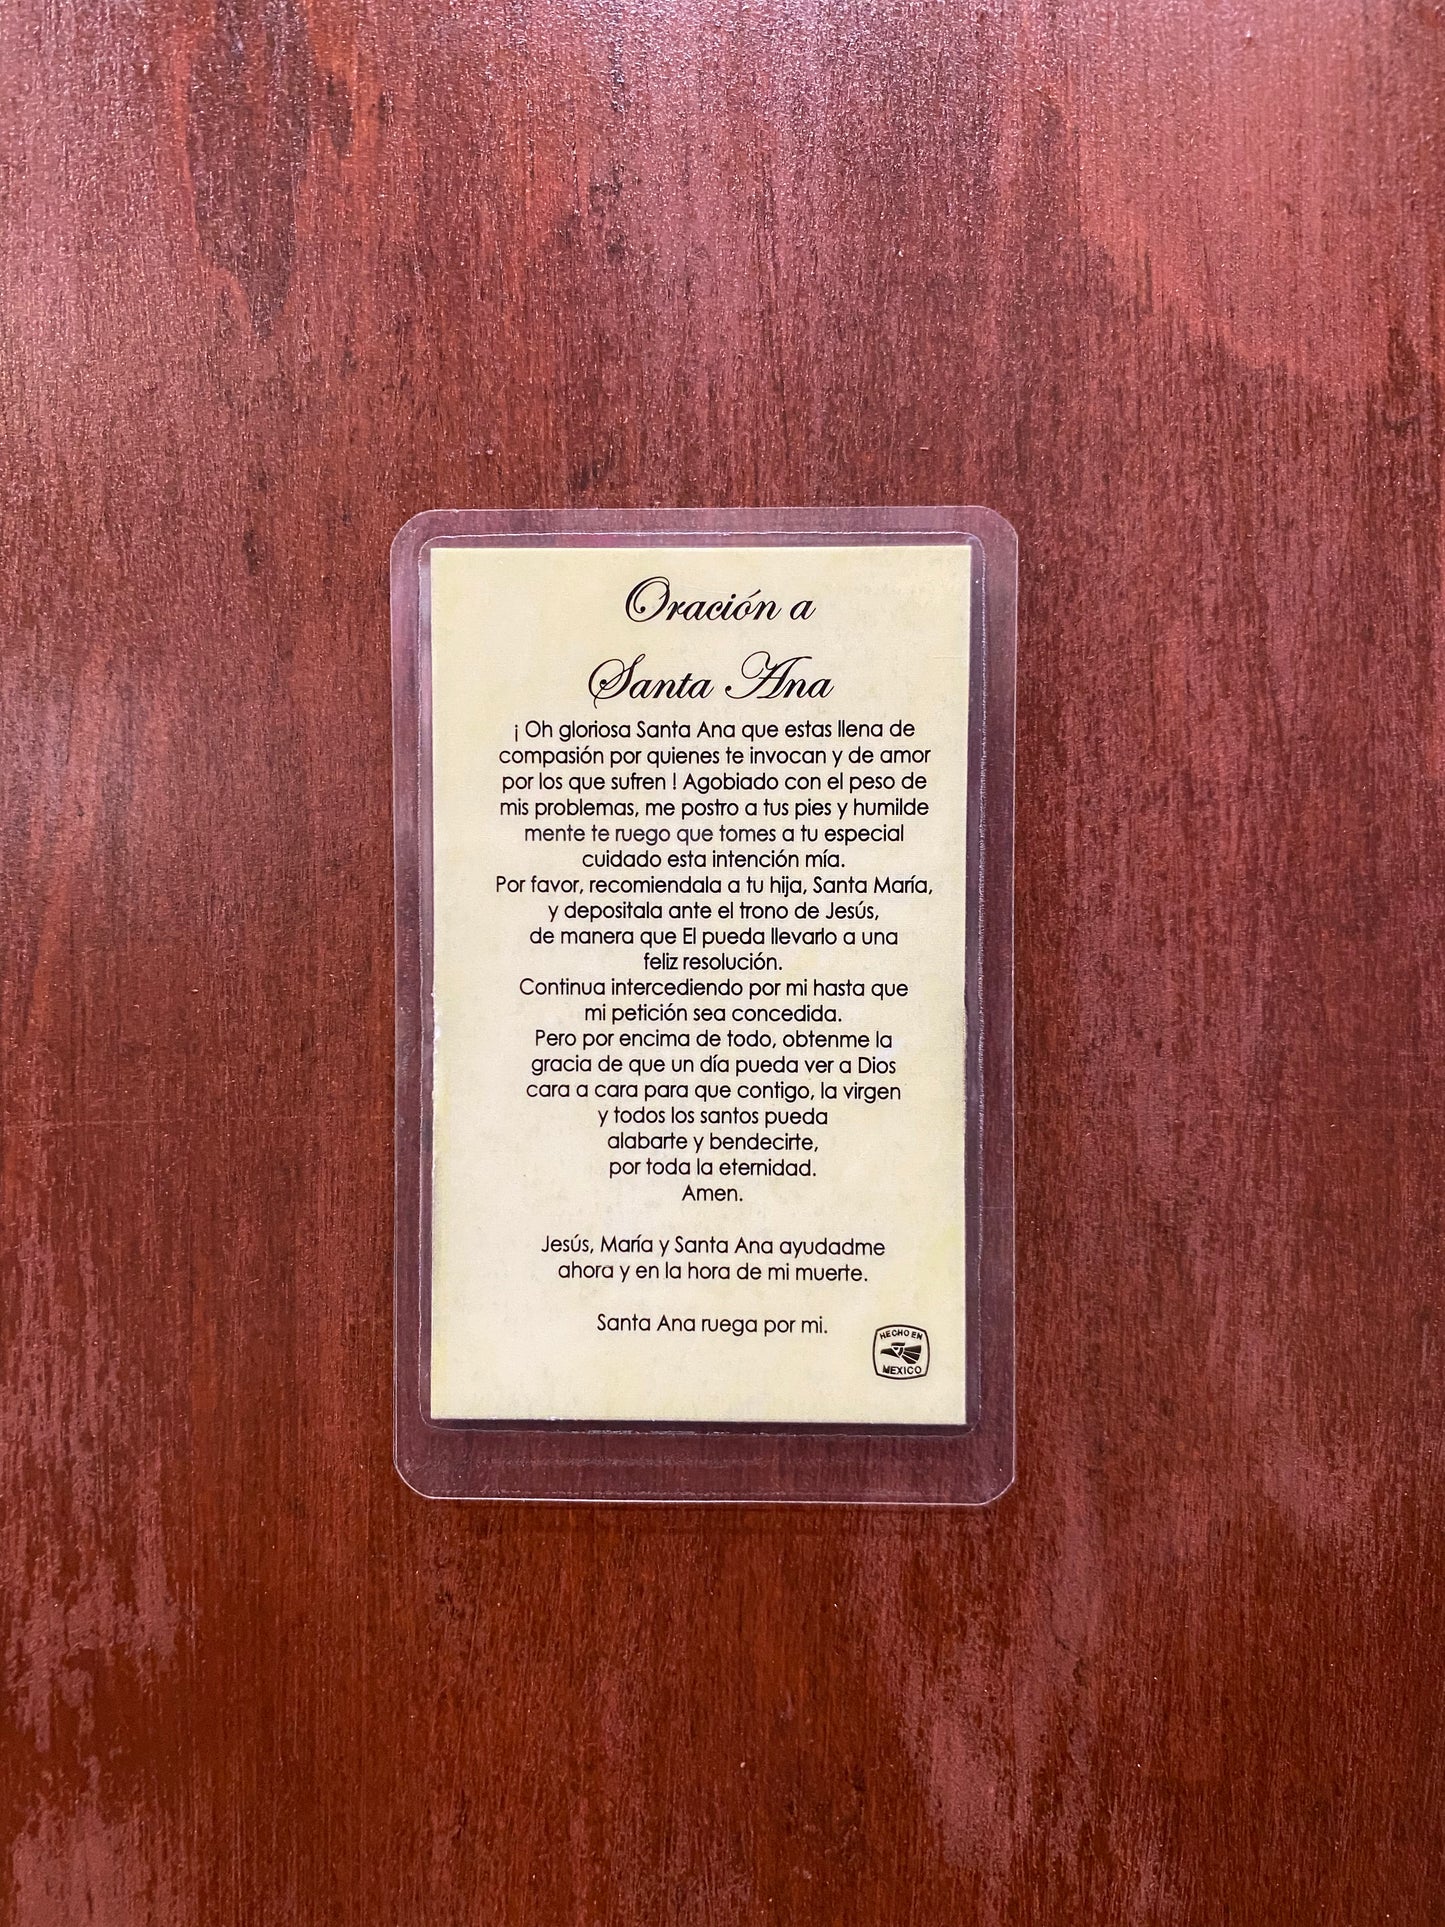 Oración a
Santa Ana
¡ Oh gloriosa Santa Ana que estas llena de
compasión por quienes te invocan y de amor
por los que sufren ! Agobiado con el peso de
mis problemas, me postro a tus pies y humilde
mente te ruego que tomes a tu especial
cuidado esta intención mía.
Por favor, recomiendala a tu hija, Santa María,
y depositala ante el trono de Jesús,
de manera que El pueda llevarlo a una
feliz resolución.
Continua intercediendo por mi hasta que
mi petición sea concedida.
Pero por encima de todo, obtenme la
gracia de que un día pueda ver a Dios
cara a cara para que contigo, la virgen
y todos los santos pueda
alabarte y bendecirte,
por toda la eternidad.
Amen.
Jesús, María y Santa Ana ayudadme
ahora y en la hora de mi muerte.
Santa Ana ruega por mi.
HECHO EN
MEXICO